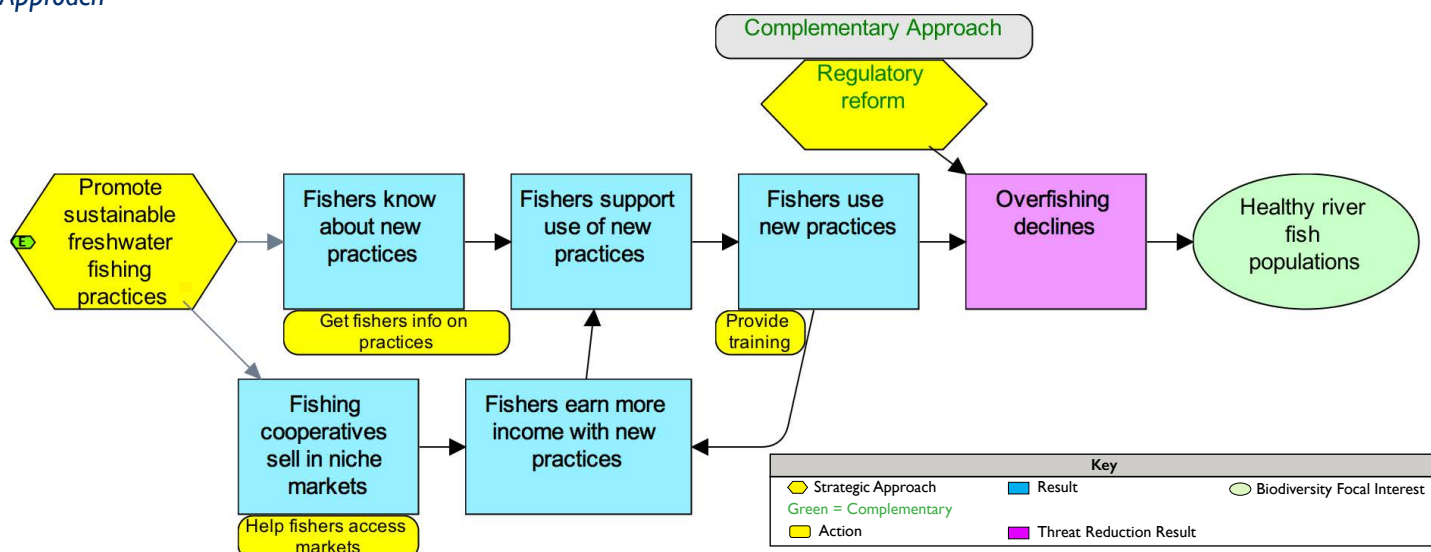 Approach
Complementary Approach
Regulatory
reform
Promote
sustainable
freshwater
fishing
practices
E
Fishers know
about new
practices
Fishers support
use of new
practices
Fishers use
new practices
Overfishing
declines
Healthy river
fish
populations
Get fishers info on
practices
Provide
training
Fishing
cooperatives
sell in niche
markets
Fishers earn more
income with new
practices
Help fishers access
markets
Key
Strategic Approach
Result
Biodiversity Focal Interest
Green = Complementary
Action
Threat Reduction Result